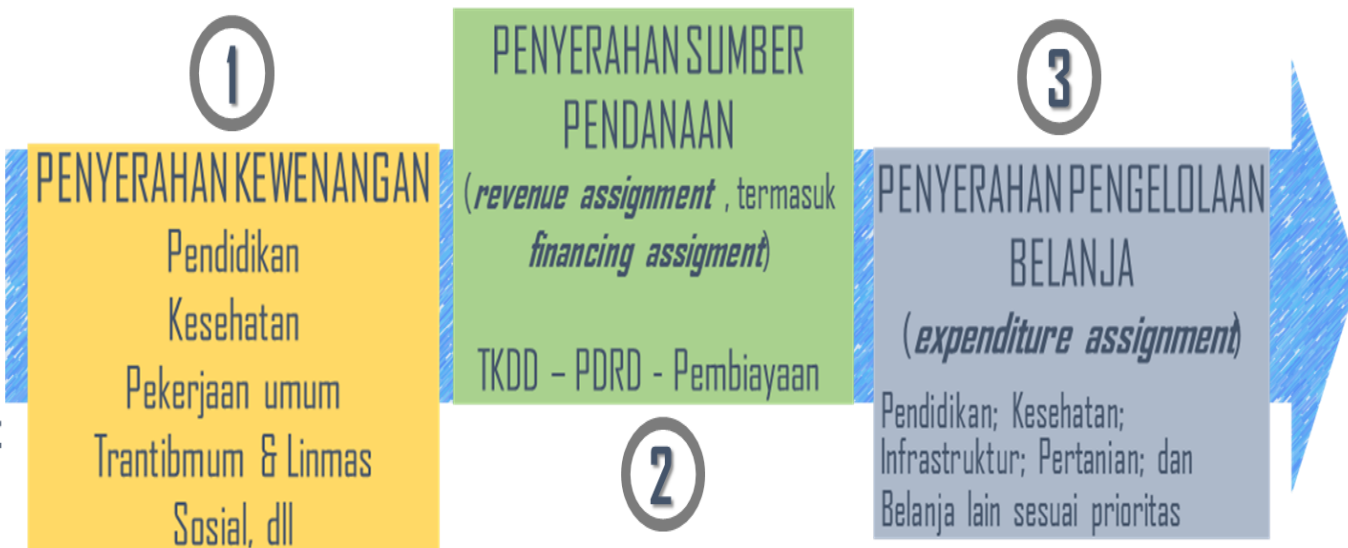 1
PENYERAHAN KEWENANGAN
Pendidikan
Kesehatan
Pekerjaan umum
Trantibmum & Linmas
Sosial, dll
PENYERAHAN SUMBER
PENDANAAN
(revenue assignment , termasuk
financing assigment)
TKDD – PDRD - Pembiayaan
2
3
PENYERAHAN PENGELOLAAN
BELANJA
(expenditure assignment)
Pendidikan; Kesehatan;
Infrastruktur; Pertanian; dan
Belanja lain sesuai prioritas